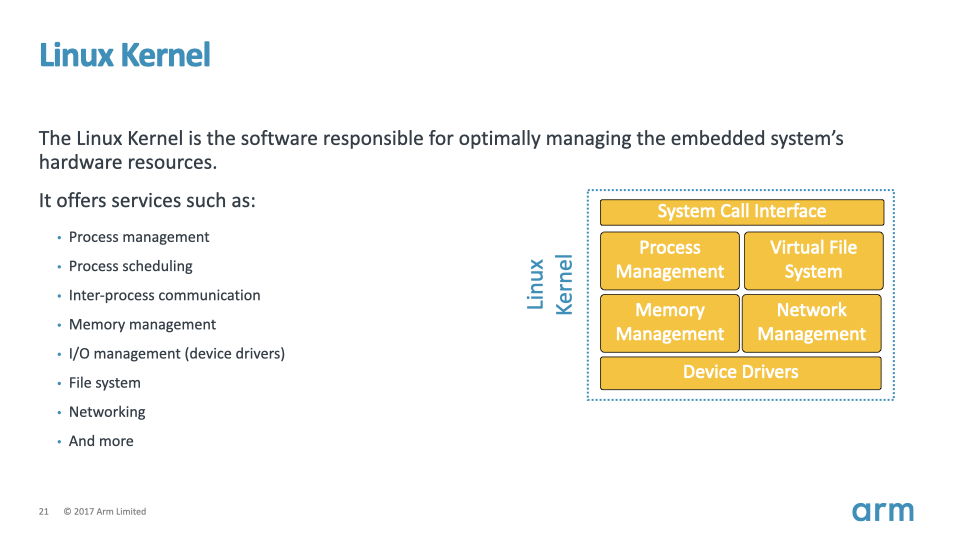 Linux Kernel
The Linux Kernel is the software responsible for optimally managing the embedded system’s
hardware resources.
It offers services such as:
• Process management
• Process scheduling
• Inter-process communication
• Memory management
• I/O management (device drivers)
• File system
• Networking
• And more
Linux
Kernel
System Call Interface
Process
Management
Virtual File
System
Memory
Management
Network
Management
Device Drivers
21 © 2017 Arm Limited
arm